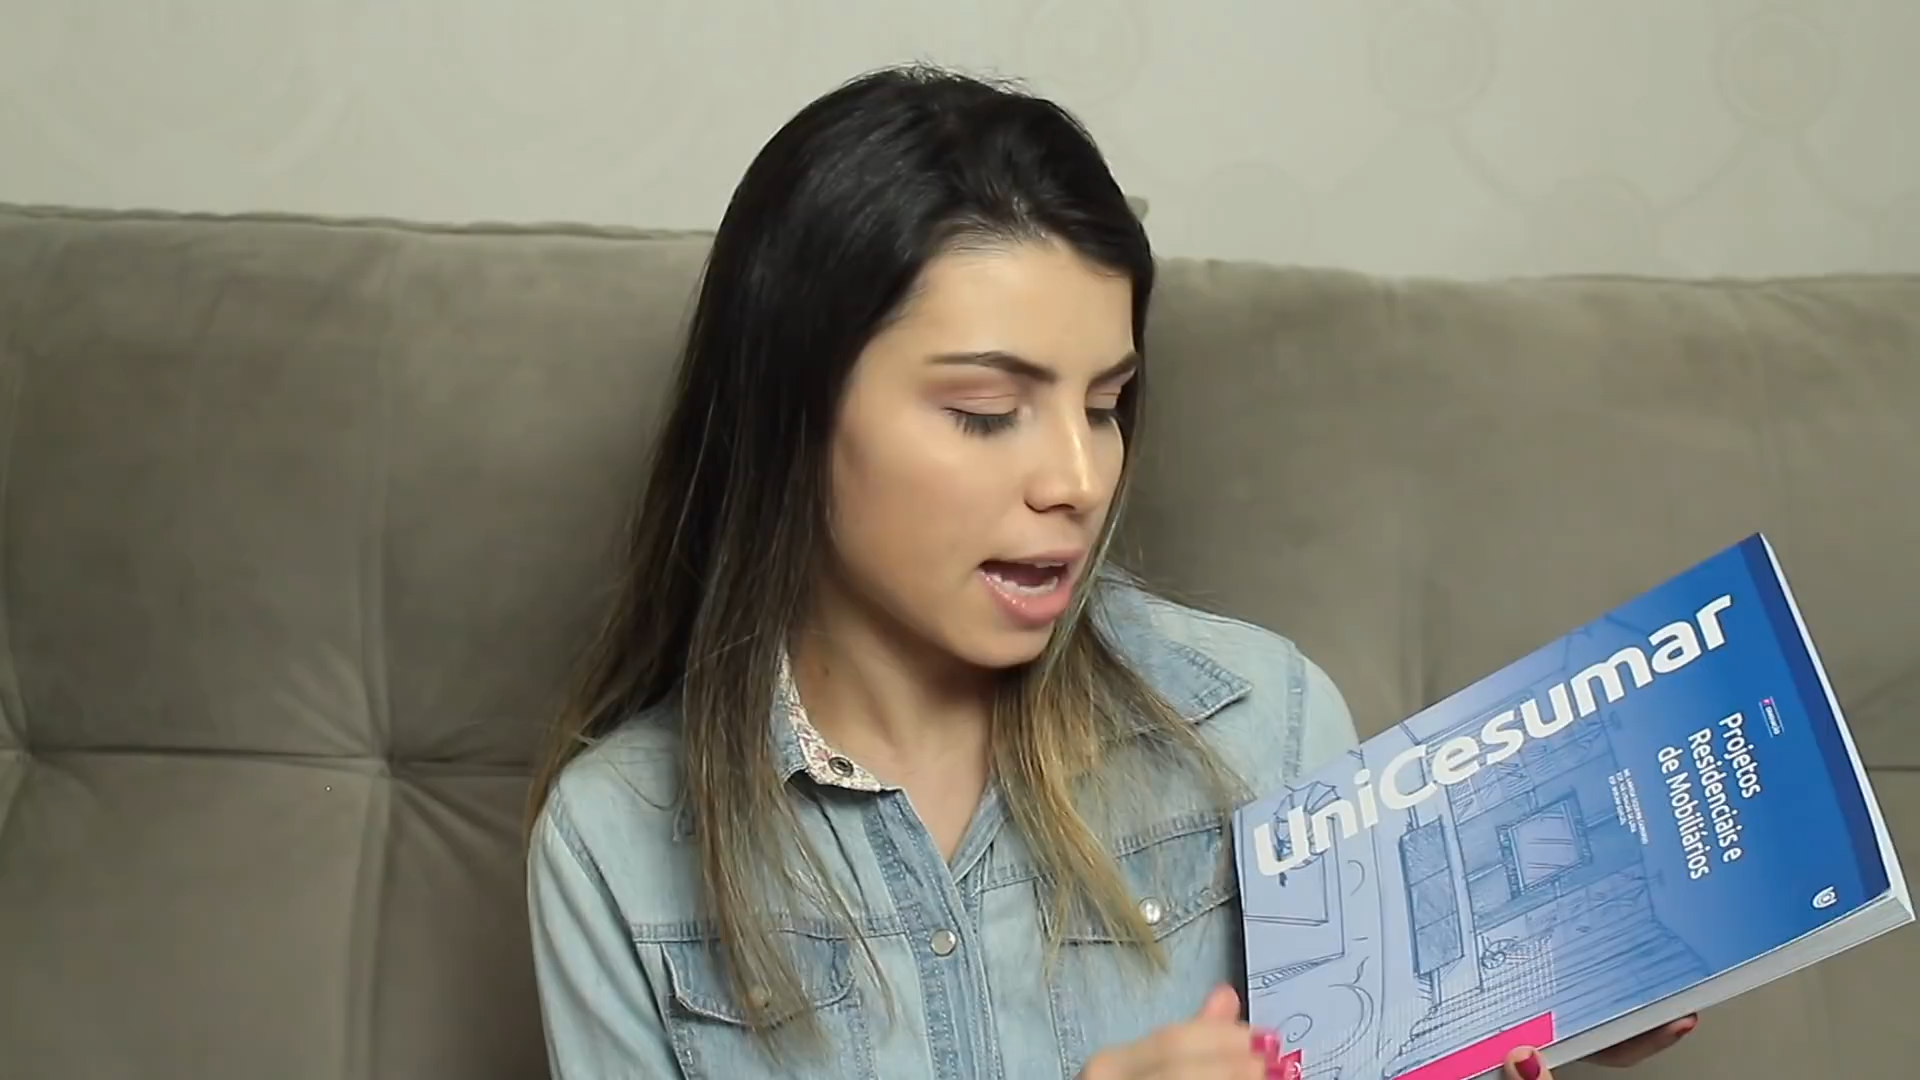 UniCesumar
Projetos
Residenciais e
de Mobiliários